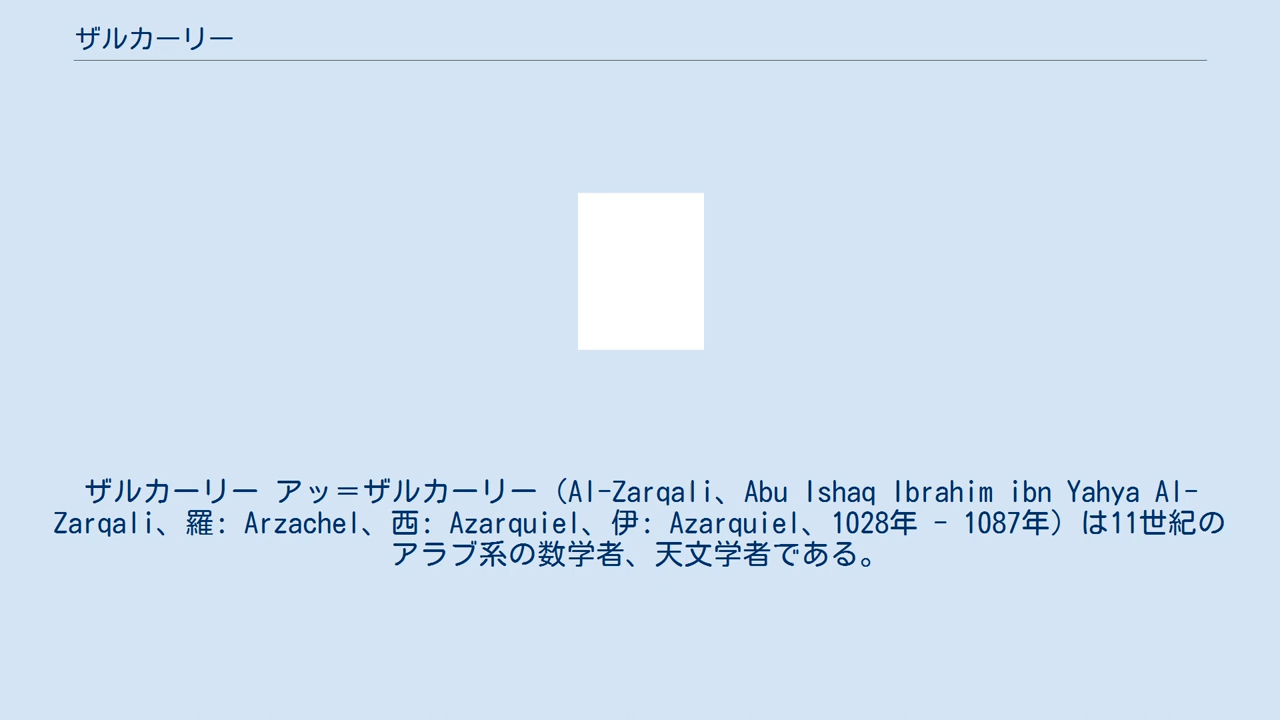 ザルカーリー
ザルカーリー アッ＝ザルカーリー（Al-Zarqali、Abu Ishaq Ibrahim ibn Yahya Al-
Zarqali、羅: Arzachel、西: Azarquiel、伊: Azarquiel、1028年 - 1087年）は11世紀の
アラブ系の数学者、天文学者である。